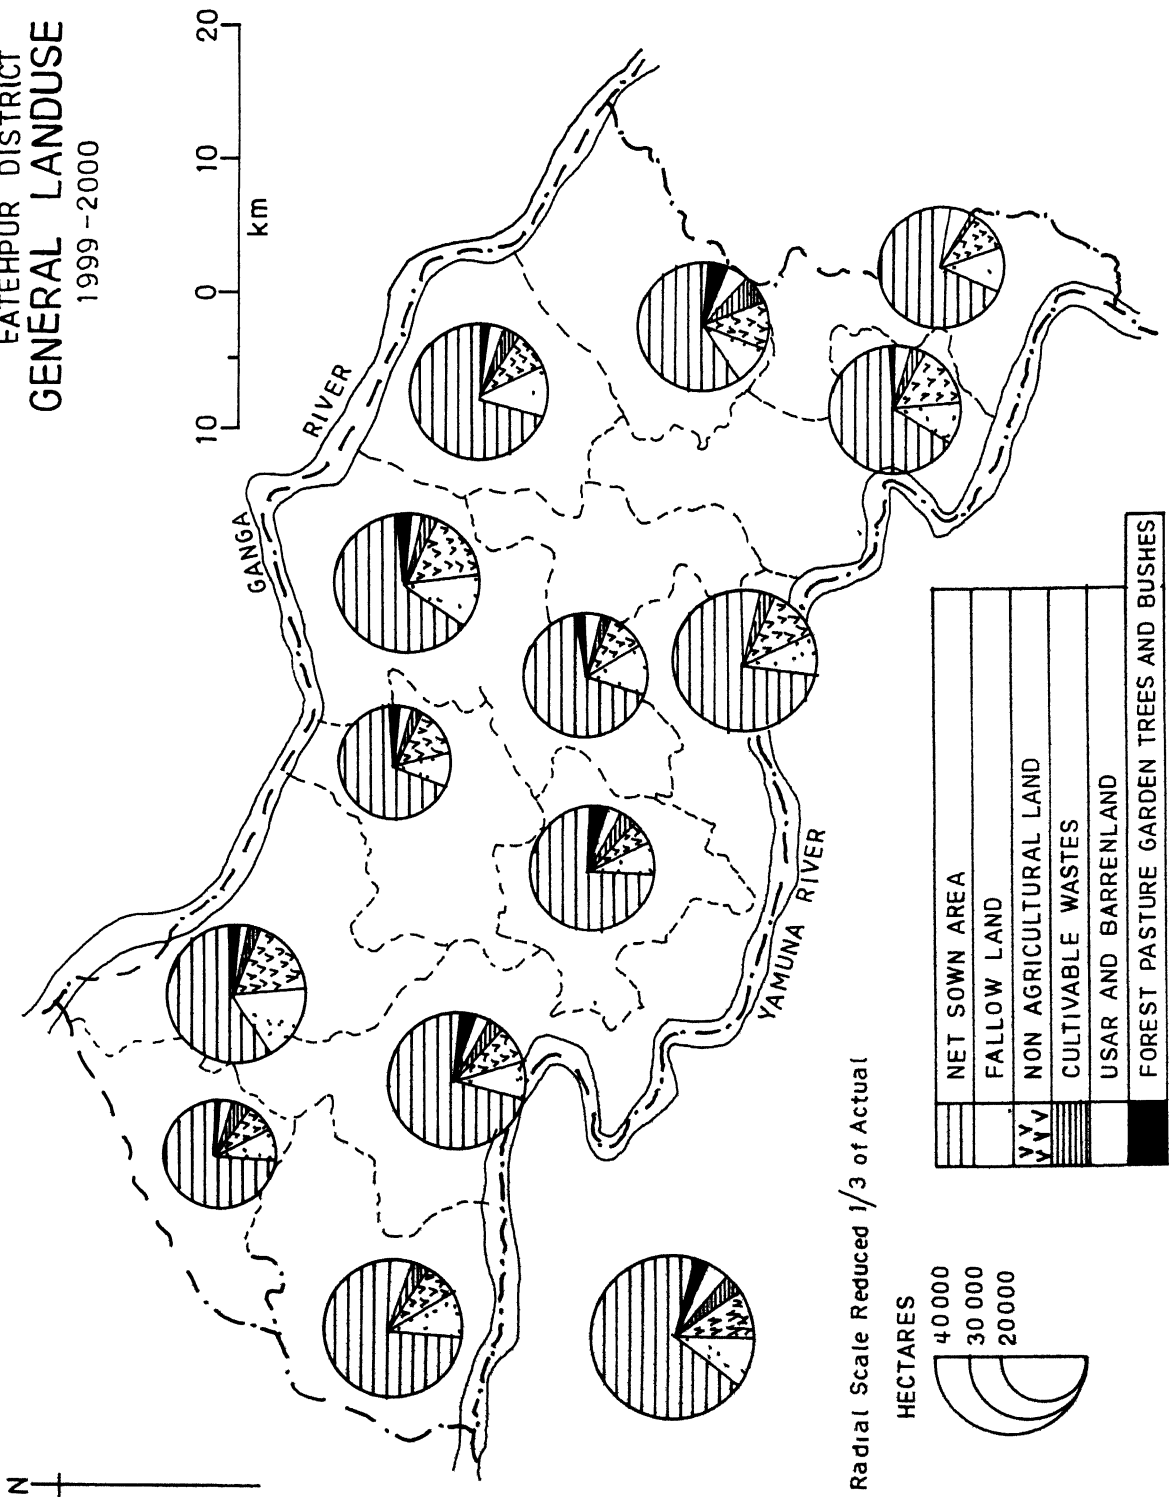 FATEHPUR DISTRICT
GENERAL LANDUSE
1999-2000
10 0 10 20
km
N
GANGA RIVER
YAMUNA RIVER
Radial Scale Reduced 1/3 of Actual
HECTARES
40000
30000
20000
NET SOWN AREA
FALLOW LAND
NON AGRICULTURAL LAND
CULTIVABLE WASTES
USAR AND BARRENLAND
FOREST PASTURE GARDEN TREES AND BUSHES